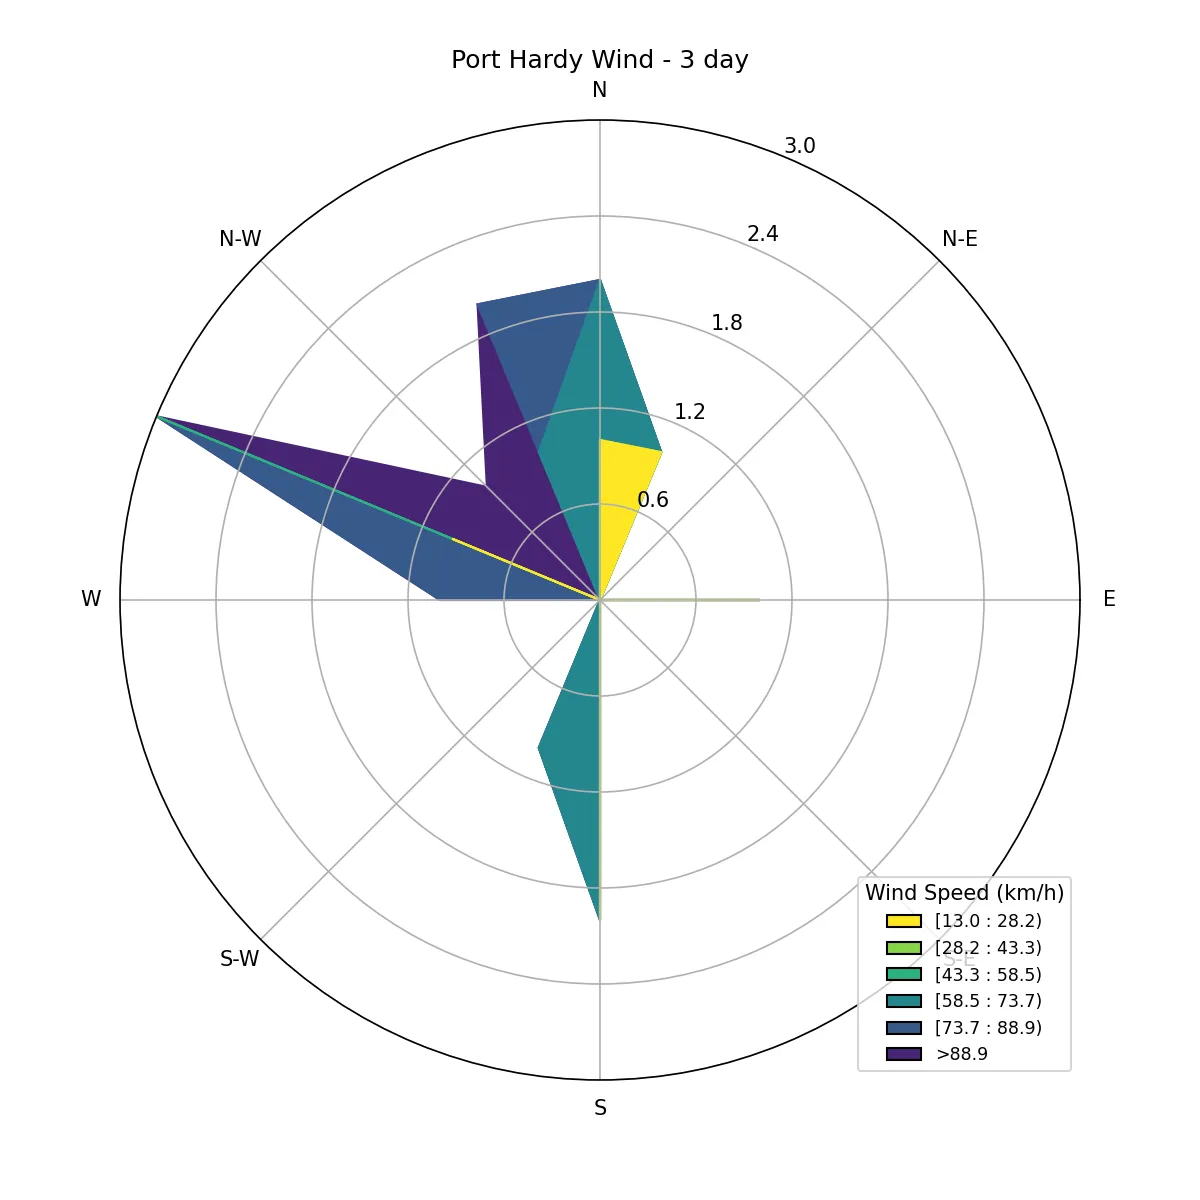 Port Hardy Wind - 3 day
N
3.0
N-W
2.4
N-E
1.8
1.2
0.6
W
E
Wind Speed (km/h)
[13.0 : 28.2)
[28.2 : 43.3)
S-W
S-E
[43.3 : 58.5)
[58.5 : 73.7)
[73.7 : 88.9)
>88.9
S